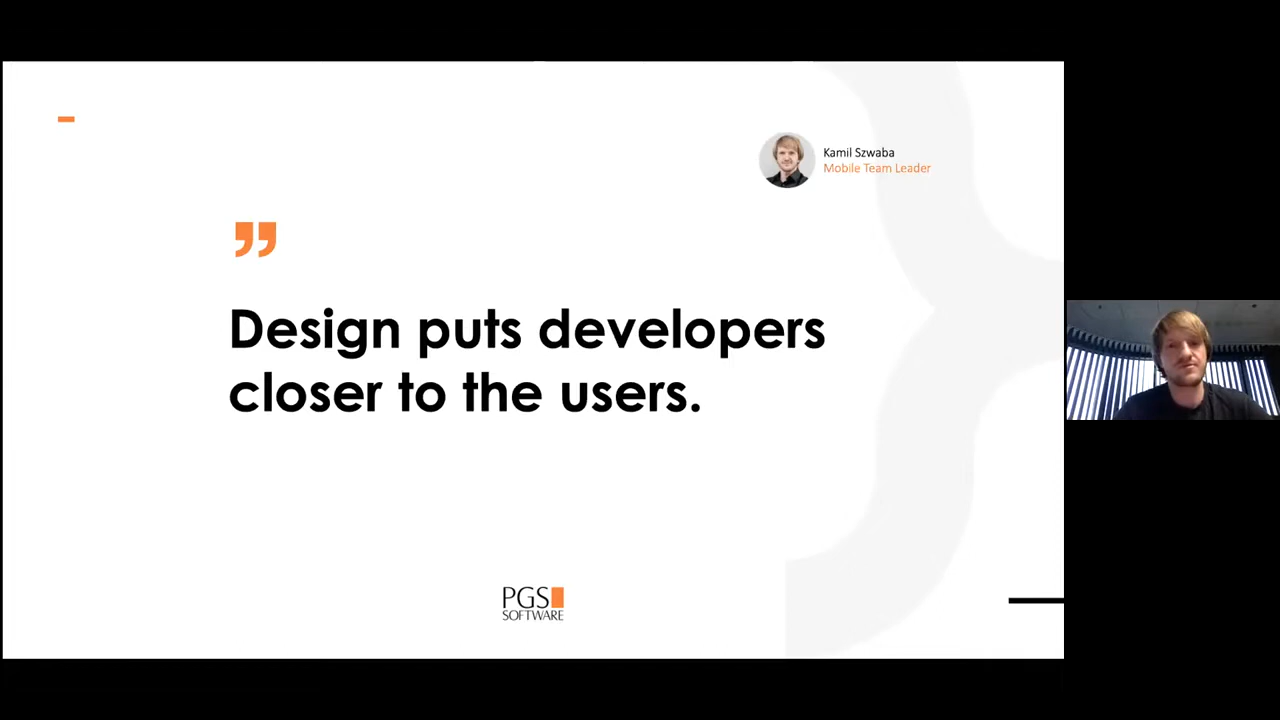 Kamil Szwaba
Mobile Team Leader
”
Design puts developers
closer to the users.
PGS
SOFTWARE